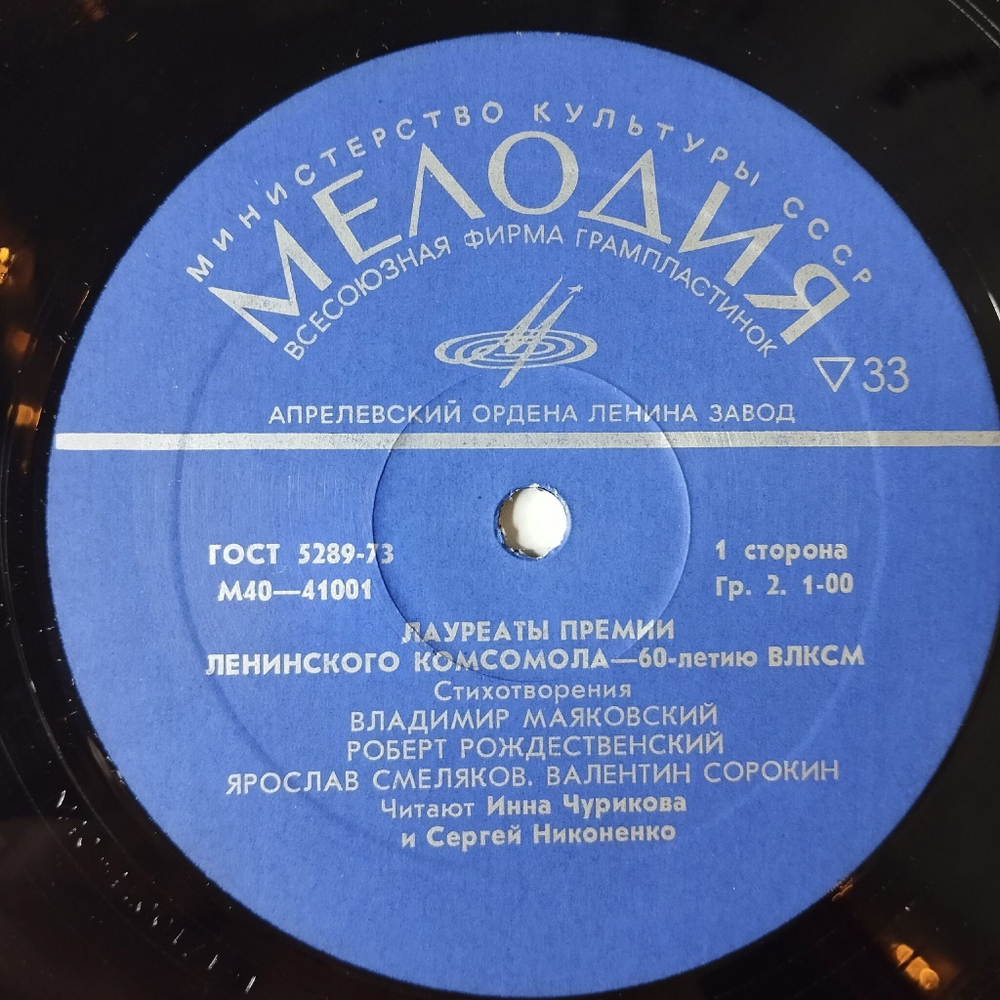 МИНИСТЕРСТВО КУЛЬТУРЫ СССР
МЕЛОДИЯ
ВСЕСОЮЗНАЯ ФИРМА ГРАМПЛАСТИНОК
33
АПРЕЛЕВСКИЙ ОРДЕНА ЛЕНИНА ЗАВОД
ГОСТ 5289-73
1 сторона
М40—41001
Гр. 2. 1-00
ЛАУРЕАТЫ ПРЕМИИ
ЛЕНИНСКОГО КОМСОМОЛА—60-летию ВЛКСМ
Стихотворения
ВЛАДИМИР МАЯКОВСКИЙ
РОБЕРТ РОЖДЕСТВЕНСКИЙ
ЯРОСЛАВ СМЕЛЯКОВ. ВАЛЕНТИН СОРОКИН
Читают Инна Чурикова
и Сергей Никоненко